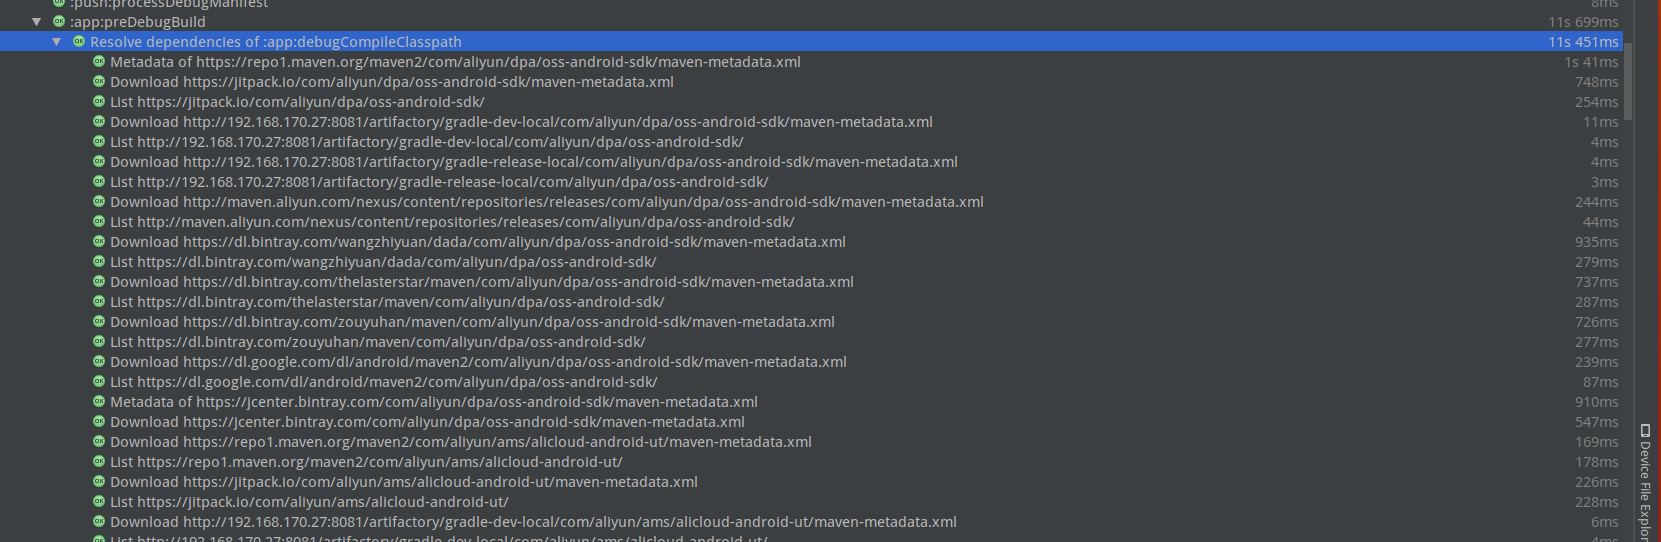 :push:processDebugManifest 8ms
:app:preDebugBuild 11s 699ms
Resolve dependencies of :app:debugCompileClasspath 11s 451ms
Metadata of https://repo1.maven.org/maven2/com/aliyun/dpa/oss-android-sdk/maven-metadata.xml 1s 41ms
Download https://jitpack.io/com/aliyun/dpa/oss-android-sdk/maven-metadata.xml 748ms
List https://jitpack.io/com/aliyun/dpa/oss-android-sdk/ 254ms
Download http://192.168.170.27:8081/artifactory/gradle-dev-local/com/aliyun/dpa/oss-android-sdk/maven-metadata.xml 11ms
List http://192.168.170.27:8081/artifactory/gradle-dev-local/com/aliyun/dpa/oss-android-sdk/ 4ms
Download http://192.168.170.27:8081/artifactory/gradle-release-local/com/aliyun/dpa/oss-android-sdk/maven-metadata.xml 4ms
List http://192.168.170.27:8081/artifactory/gradle-release-local/com/aliyun/dpa/oss-android-sdk/ 3ms
Download http://maven.aliyun.com/nexus/content/repositories/releases/com/aliyun/dpa/oss-android-sdk/maven-metadata.xml 244ms
List http://maven.aliyun.com/nexus/content/repositories/releases/com/aliyun/dpa/oss-android-sdk/ 44ms
Download https://dl.bintray.com/wangzhiyuan/dada/com/aliyun/dpa/oss-android-sdk/maven-metadata.xml 935ms
List https://dl.bintray.com/wangzhiyuan/dada/com/aliyun/dpa/oss-android-sdk/ 279ms
Download https://dl.bintray.com/thelasterstar/maven/com/aliyun/dpa/oss-android-sdk/maven-metadata.xml 737ms
List https://dl.bintray.com/thelasterstar/maven/com/aliyun/dpa/oss-android-sdk/ 287ms
Download https://dl.bintray.com/zouyuhan/maven/com/aliyun/dpa/oss-android-sdk/maven-metadata.xml 726ms
List https://dl.bintray.com/zouyuhan/maven/com/aliyun/dpa/oss-android-sdk/ 277ms
Download https://dl.google.com/dl/android/maven2/com/aliyun/dpa/oss-android-sdk/maven-metadata.xml 239ms
List https://dl.google.com/dl/android/maven2/com/aliyun/dpa/oss-android-sdk/ 87ms
Metadata of https://jcenter.bintray.com/com/aliyun/dpa/oss-android-sdk/maven-metadata.xml 910ms
Download https://jcenter.bintray.com/com/aliyun/dpa/oss-android-sdk/maven-metadata.xml 547ms
Download https://repo1.maven.org/maven2/com/aliyun/ams/alicloud-android-ut/maven-metadata.xml 169ms
List https://repo1.maven.org/maven2/com/aliyun/ams/alicloud-android-ut/ 178ms
Download https://jitpack.io/com/aliyun/ams/alicloud-android-ut/maven-metadata.xml 226ms
List https://jitpack.io/com/aliyun/ams/alicloud-android-ut/ 228ms
Download http://192.168.170.27:8081/artifactory/gradle-dev-local/com/aliyun/ams/alicloud-android-ut/maven-metadata.xml 6ms
List http://192.168.170.27:8081/artifactory/gradle-dev-local/com/aliyun/ams/alicloud-android-ut/ 4ms
Device File Explor